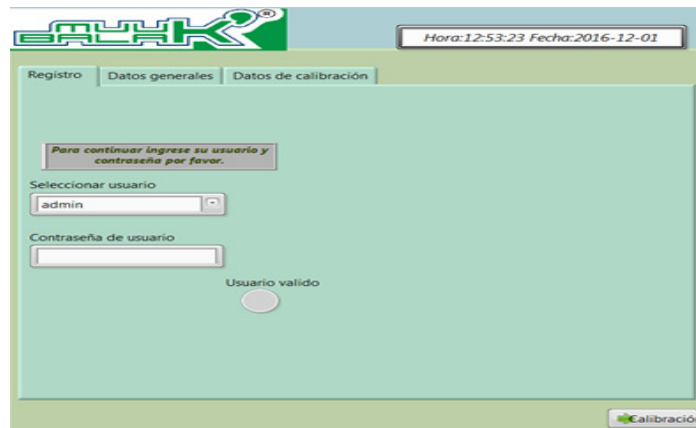 Hora:12:53:23 Fecha:2016-12-01
Registro
Datos generales
Datos de calibración
Para continuar ingrese su usuario y
contraseña por favor.
Seleccionar usuario
admin
Contraseña de usuario
Usuario valido
Calibració